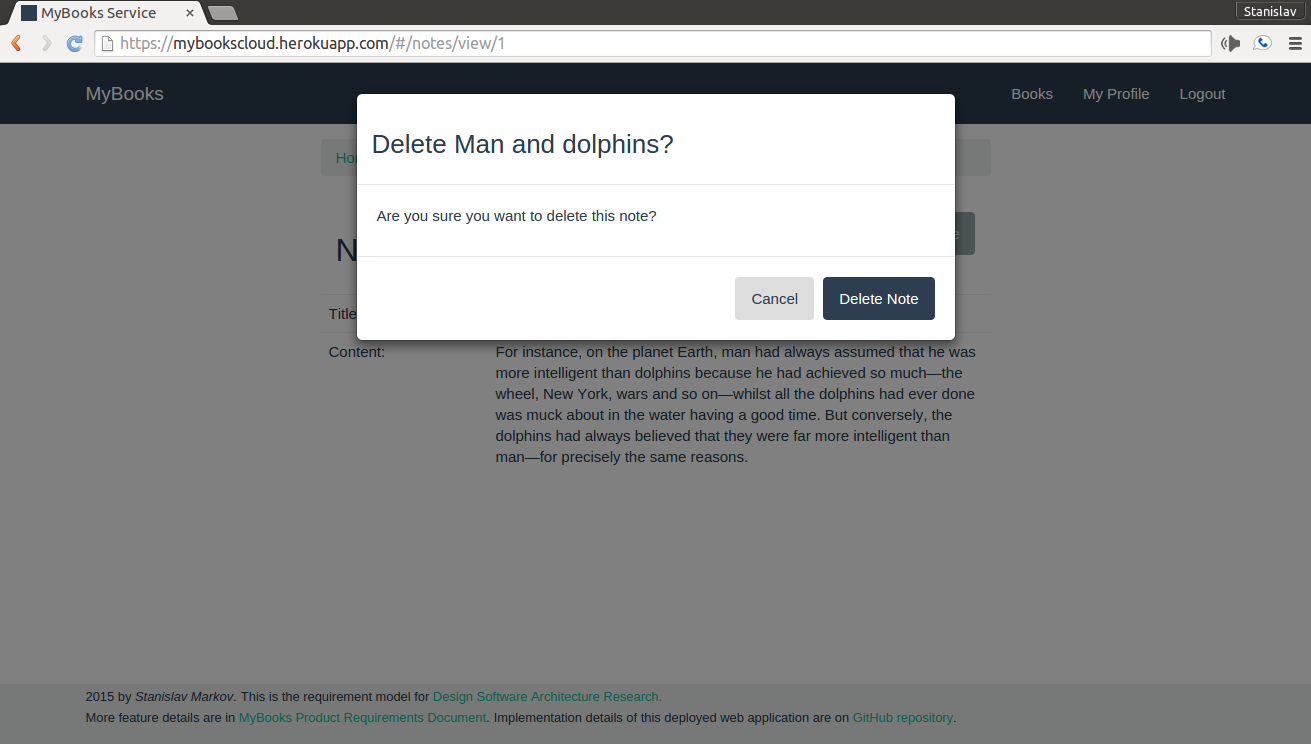 MyBooks Service
Stanislav
https://mybookscloud.herokuapp.com/#/notes/view/1
MyBooks
Books
My Profile
Logout
Delete Man and dolphins?
Are you sure you want to delete this note?
Cancel
Delete Note
Title
Content:
For instance, on the planet Earth, man had always assumed that he was
more intelligent than dolphins because he had achieved so much—the
wheel, New York, wars and so on—whilst all the dolphins had ever done
was muck about in the water having a good time. But conversely, the
dolphins had always believed that they were far more intelligent than
man—for precisely the same reasons.
2015 by Stanislav Markov. This is the requirement model for Design Software Architecture Research.
More feature details are in MyBooks Product Requirements Document. Implementation details of this deployed web application are on GitHub repository.